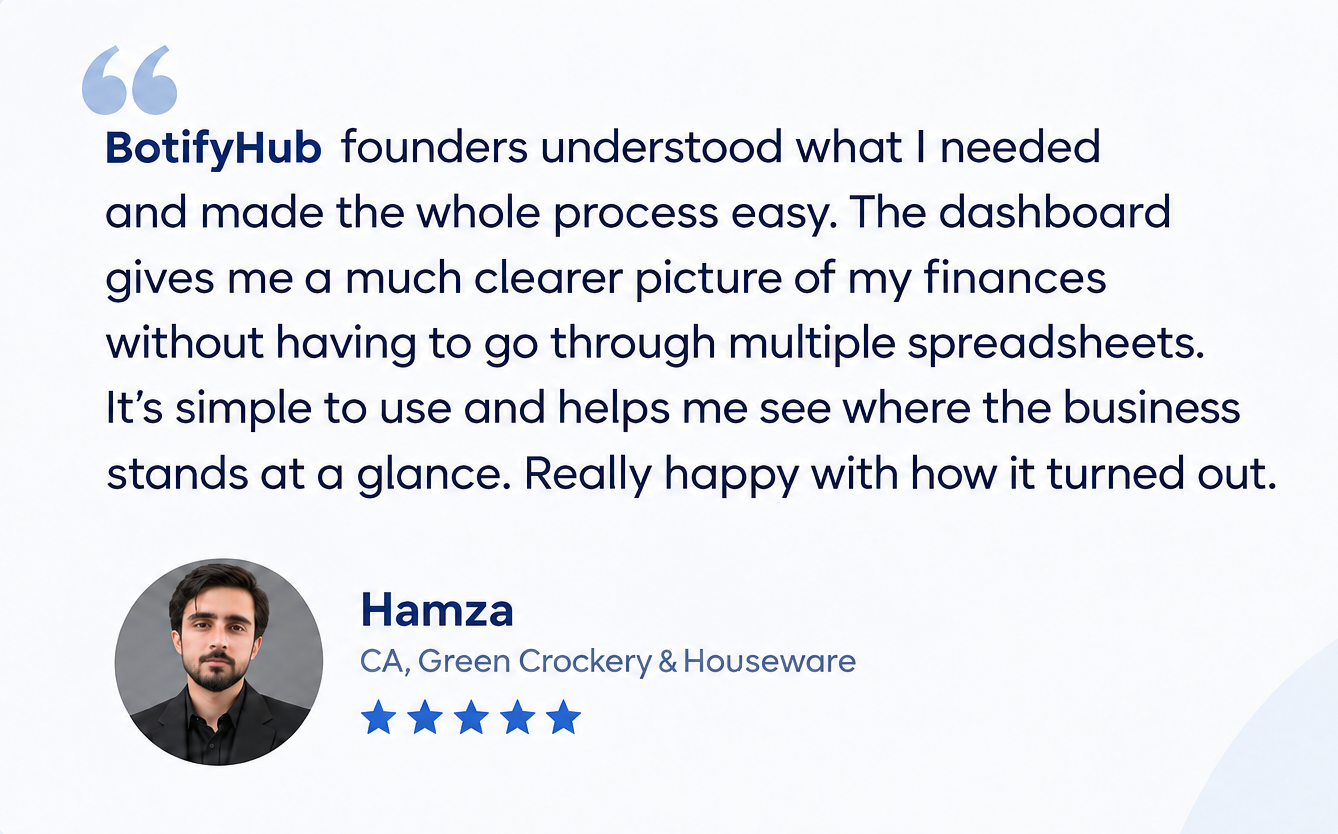 “
BotifyHub founders understood what I needed
and made the whole process easy. The dashboard
gives me a much clearer picture of my finances
without having to go through multiple spreadsheets.
It’s simple to use and helps me see where the business
stands at a glance. Really happy with how it turned out.
Hamza
CA, Green Crockery & Houseware